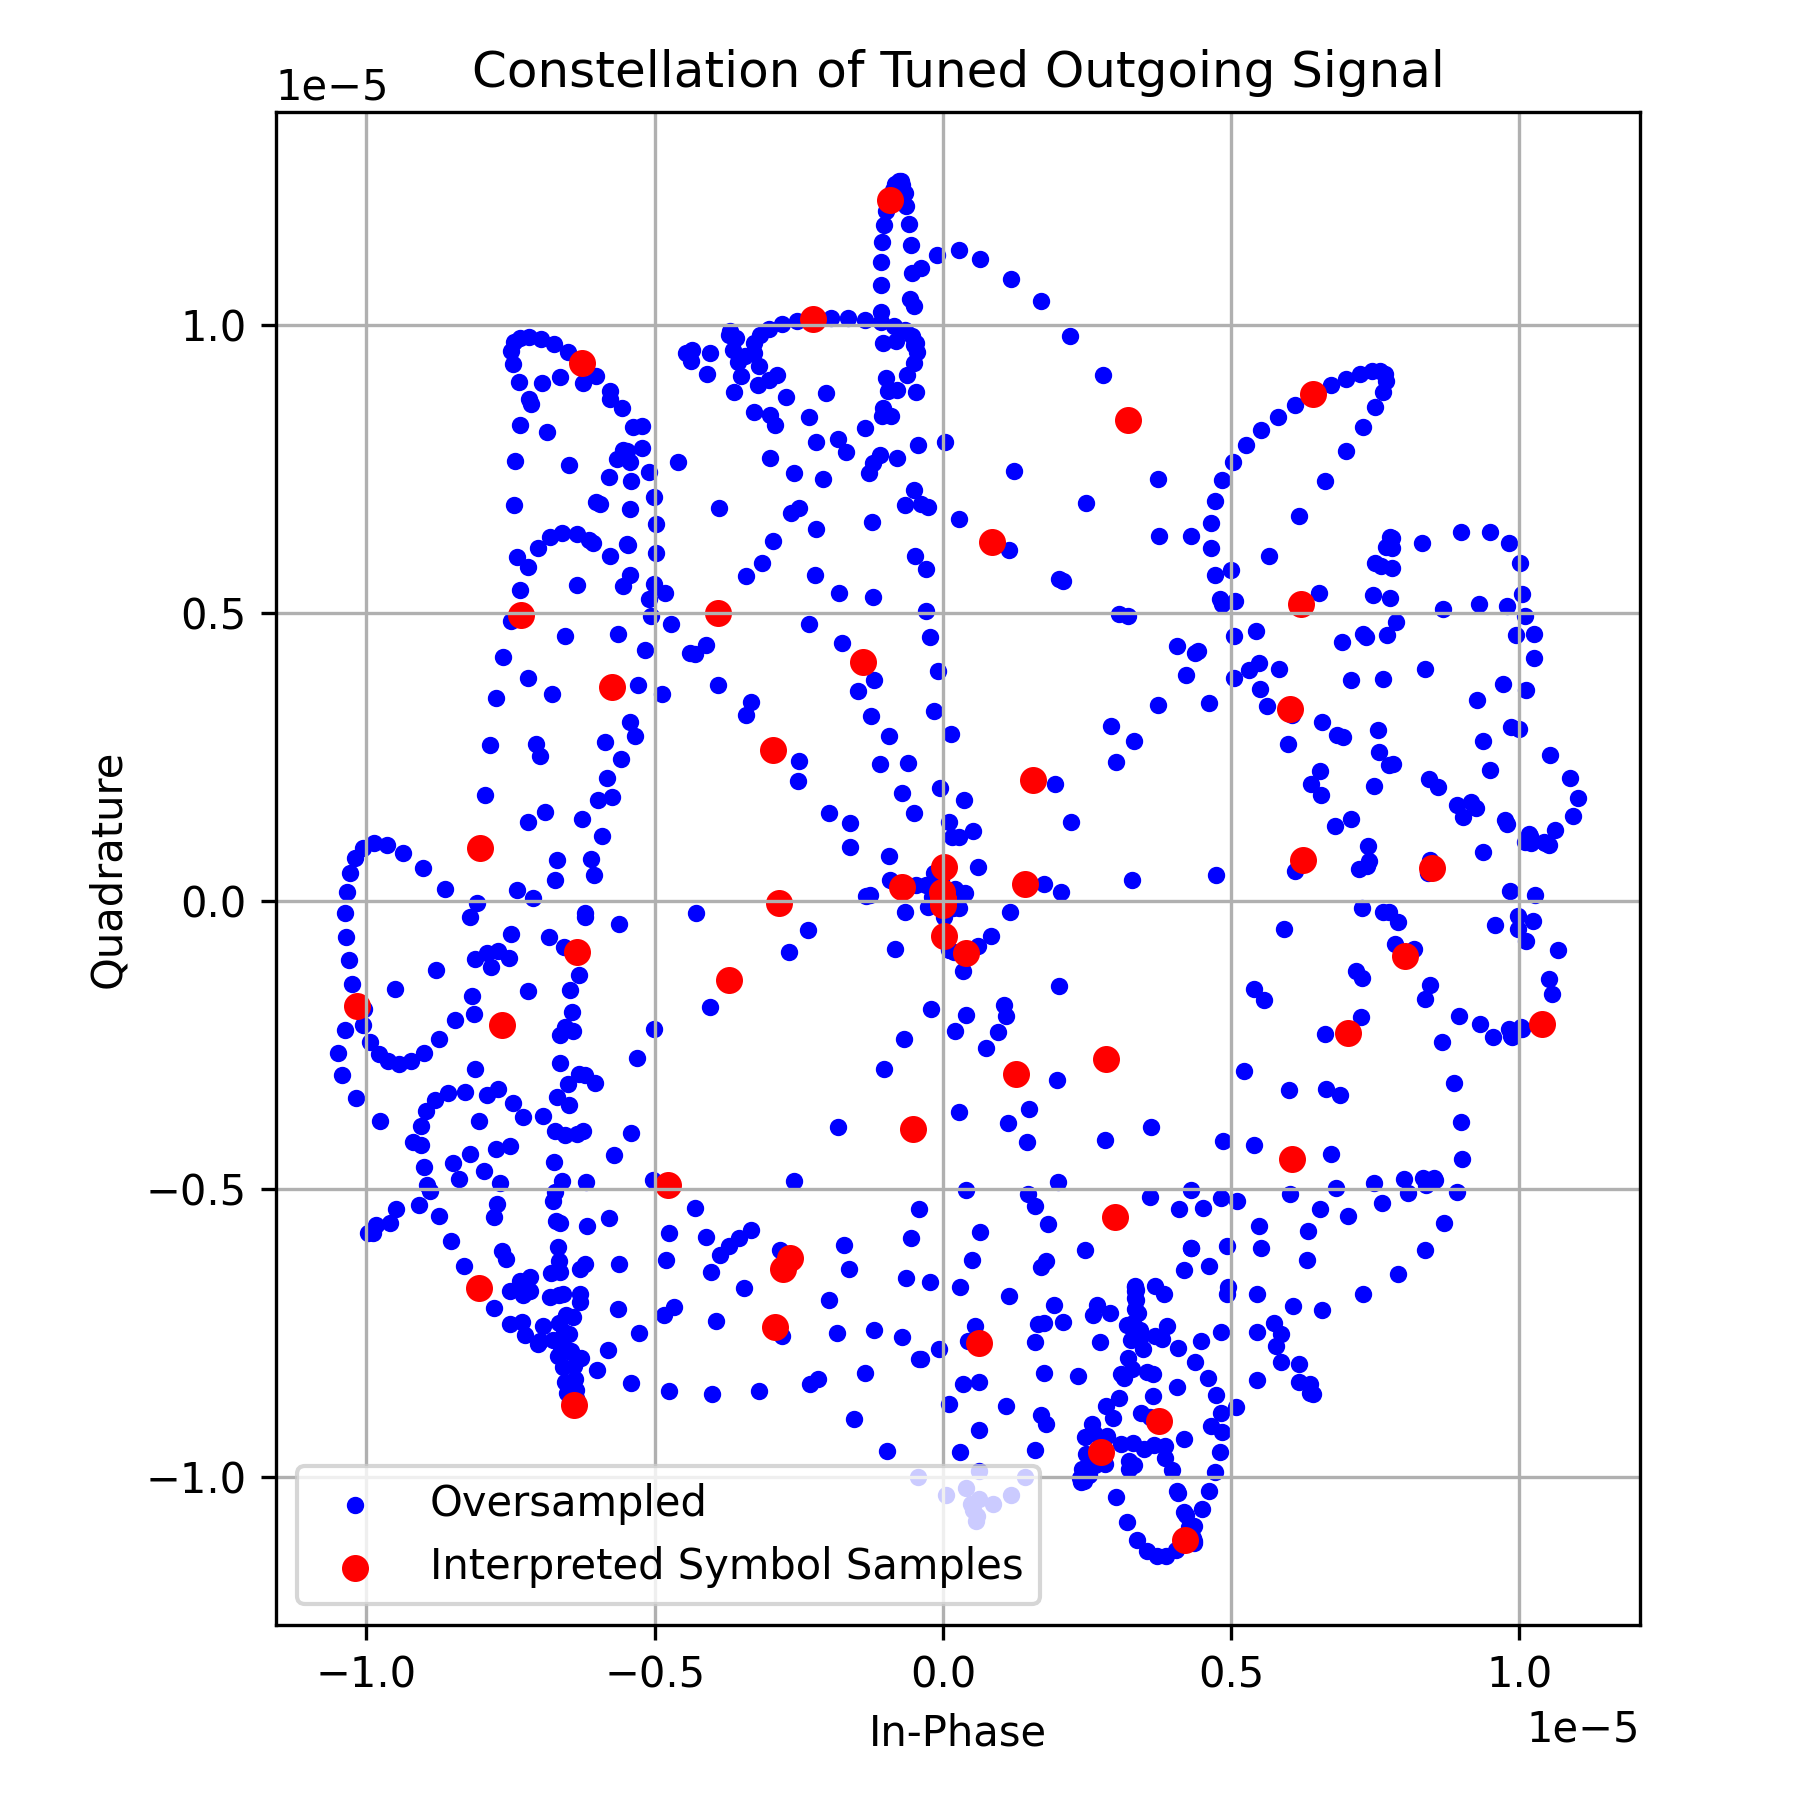 Constellation of Tuned Outgoing Signal
1e−5
1.0
0.5
0.0
−0.5
−1.0
Quadrature
Oversampled
Interpreted Symbol Samples
−1.0 −0.5 0.0 0.5 1.0
In-Phase
1e−5